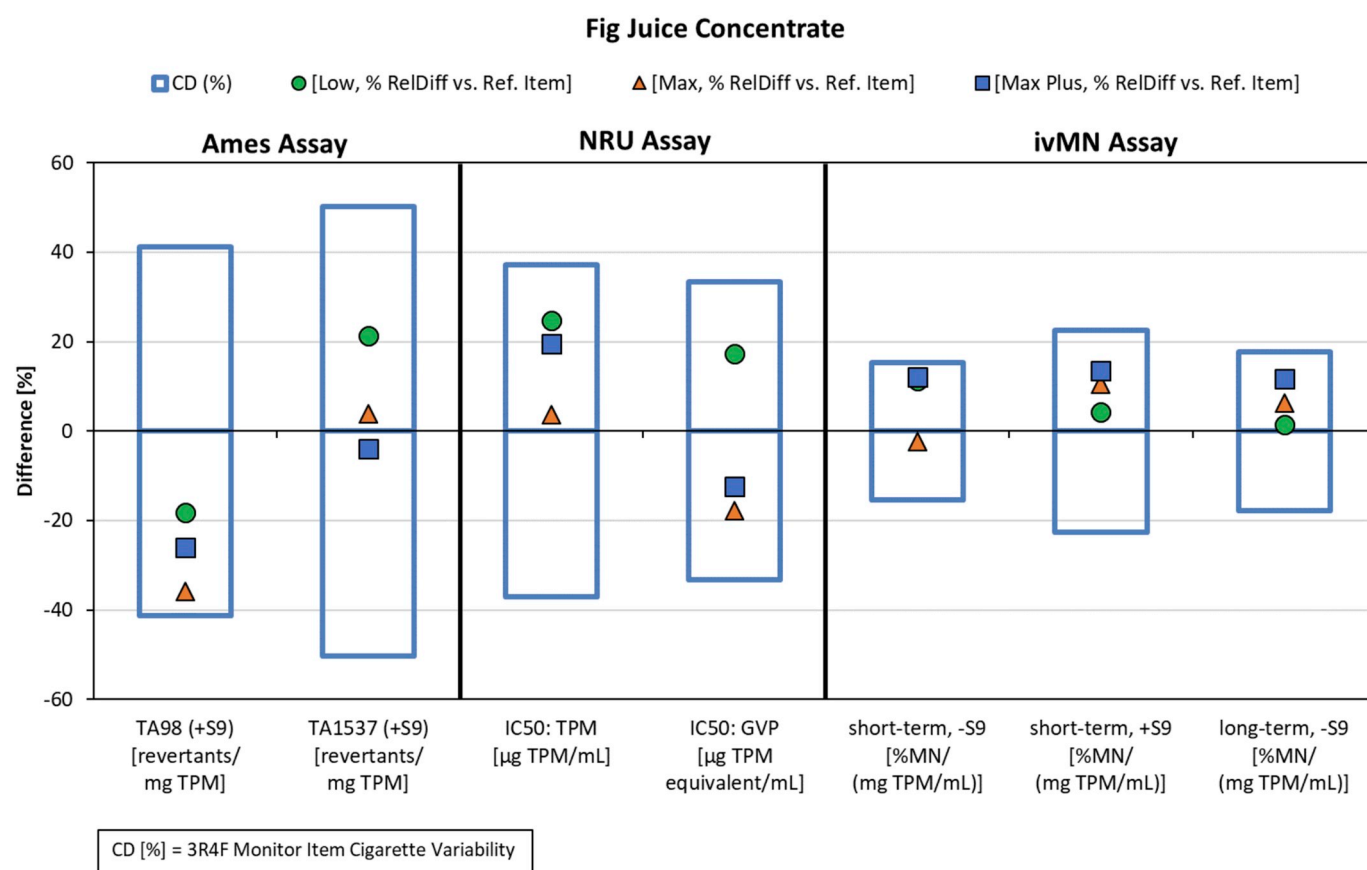 Fig Juice Concentrate
CD (%) [Low, % RelDiff vs. Ref. Item] [Max, % RelDiff vs. Ref. Item] [Max Plus, % RelDiff vs. Ref. Item]
Ames Assay NRU Assay ivMN Assay
60
40
20
0
-20
-40
-60
Difference [%]
TA98 (+S9)
[revertants/
mg TPM]
TA1537 (+S9)
[revertants/
mg TPM]
IC50: TPM
[µg TPM/mL]
IC50: GVP
[µg TPM
equivalent/mL]
short-term, -S9
[%MN/
(mg TPM/mL)]
short-term, +S9
[%MN/
(mg TPM/mL)]
long-term, -S9
[%MN/
(mg TPM/mL)]
CD [%] = 3R4F Monitor Item Cigarette Variability